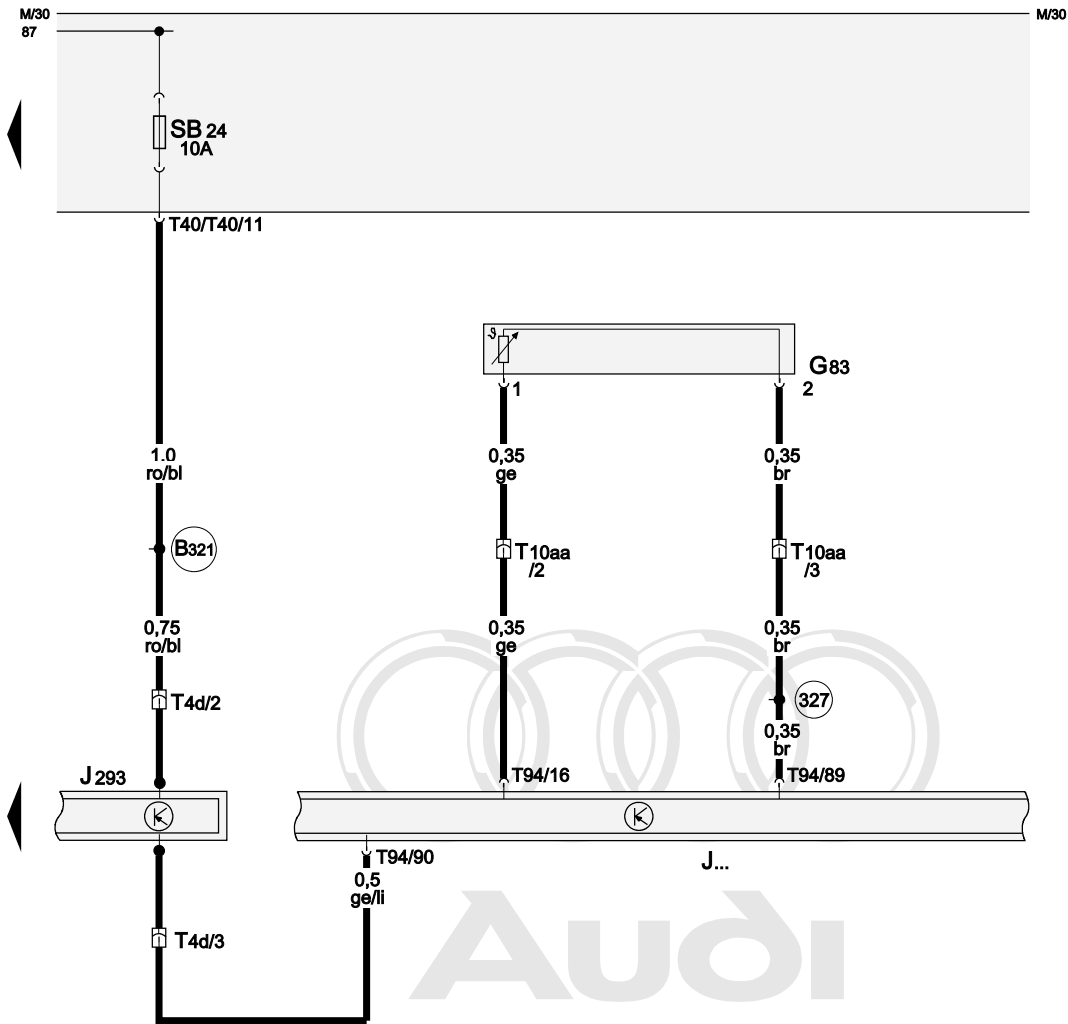 M/30
M/30
87
SB 24
10A
T40/T40/11
ϑ
G83
1
2
1.0
ro/bl
0,35
ge
0,35
br
B321
T10aa
/2
T10aa
/3
0,75
ro/bl
0,35
ge
0,35
br
T4d/2
327
0,35
br
J293
T94/16
T94/89
T94/90
J...
0,5
ge/li
T4d/3
Audi